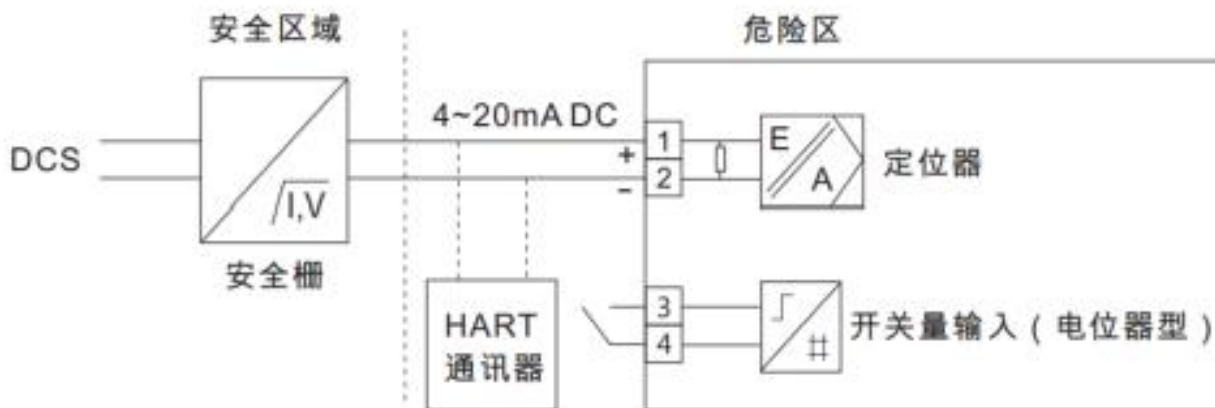 安全区域
危险区
4~20mA DC
DCS
+
-
1
2
E
A
定位器
√I,V
安全栅
HART
通讯器
3
4
开关量输入（电位器型）
#